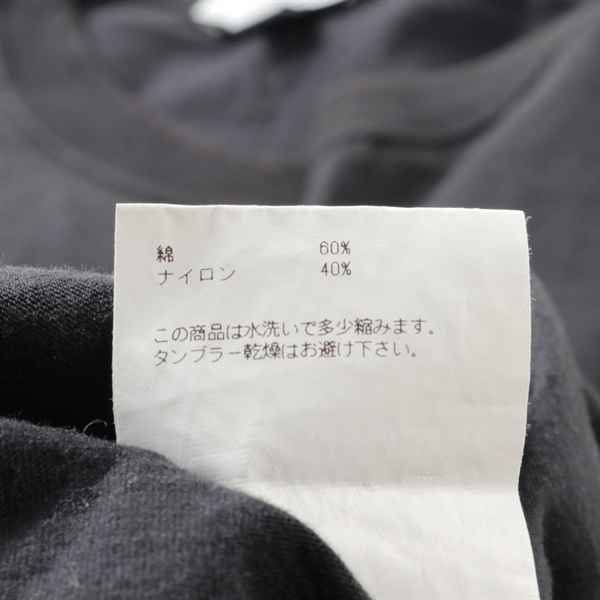 綿 60%
ナイロン 40%
この商品は水洗いで多少縮みます。
タンブラー乾燥はお避け下さい。